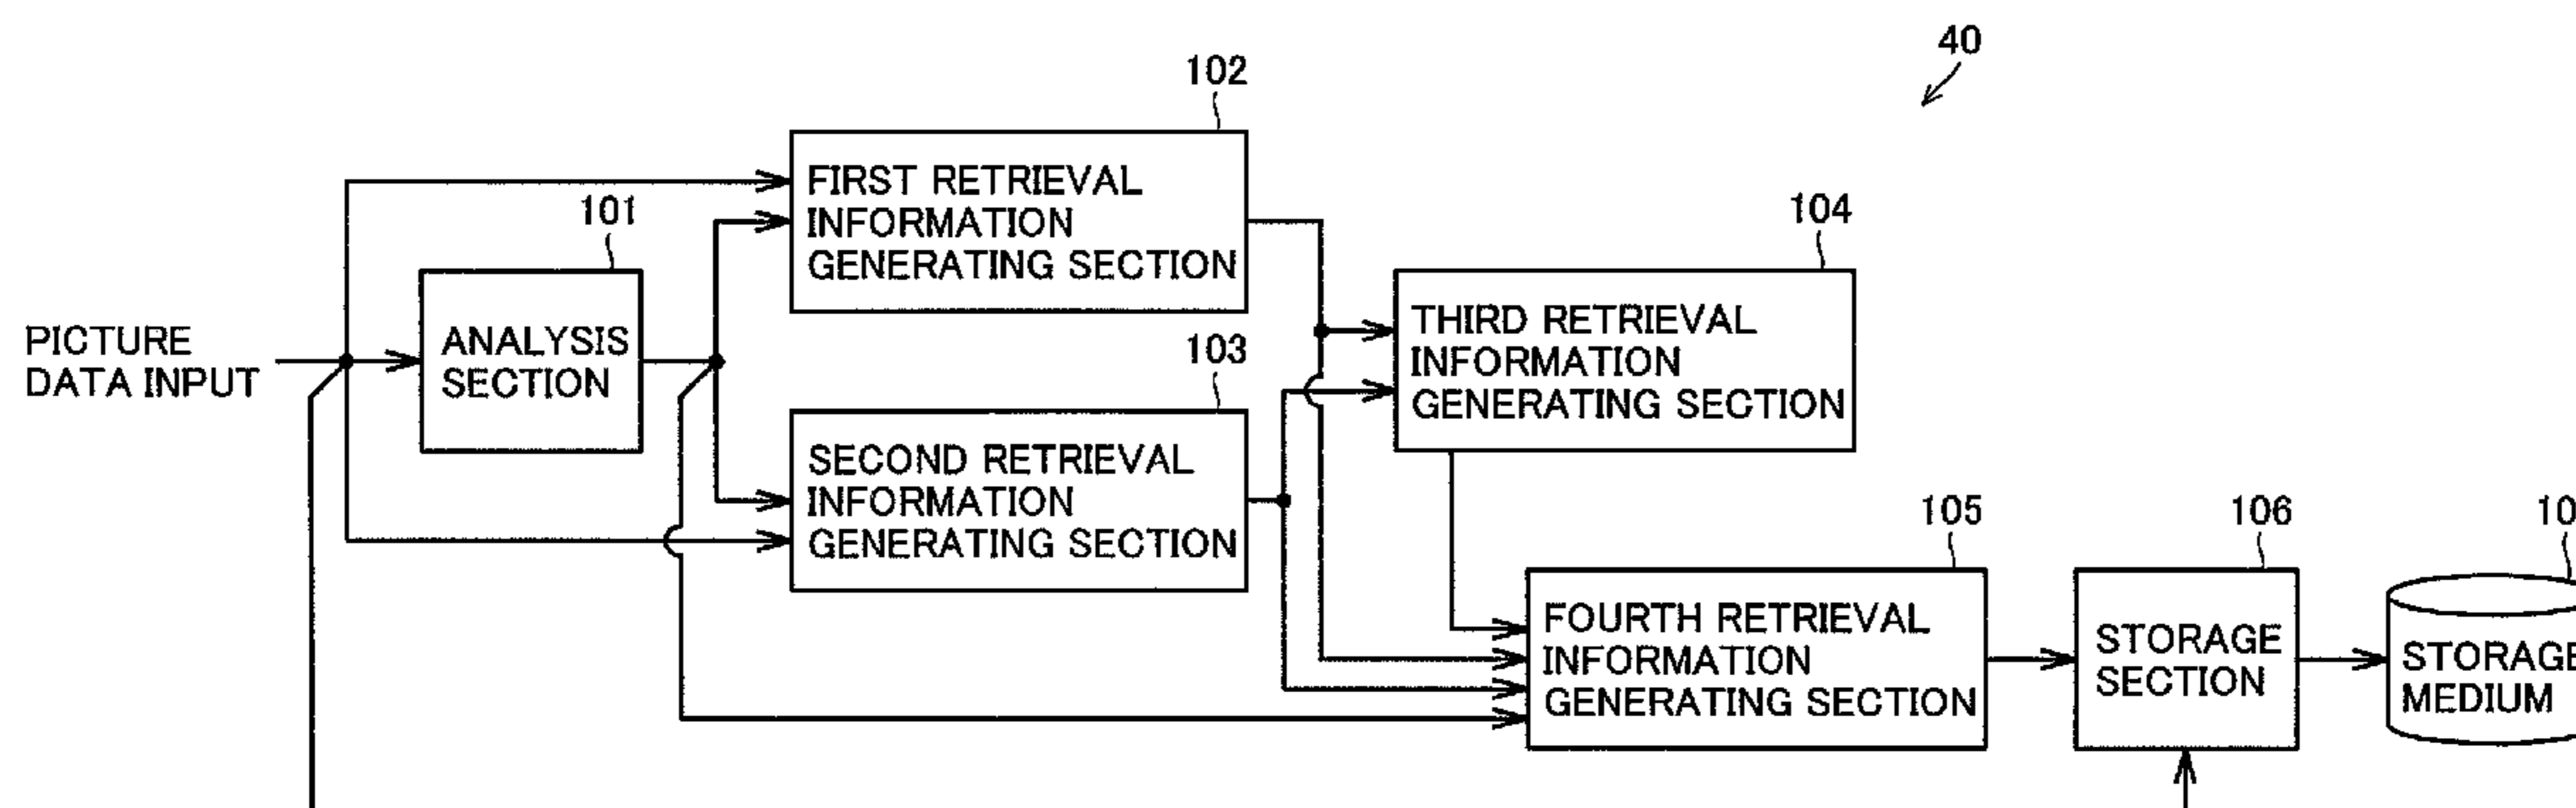 40
102
FIRST RETRIEVAL
INFORMATION
GENERATING SECTION
101
104
PICTURE
DATA INPUT
ANALYSIS
SECTION
103
THIRD RETRIEVAL
INFORMATION
GENERATING SECTION
SECOND RETRIEVAL
INFORMATION
GENERATING SECTION
105
106
FOURTH RETRIEVAL
INFORMATION
GENERATING SECTION
STORAGE
SECTION
STORAGE
MEDIUM